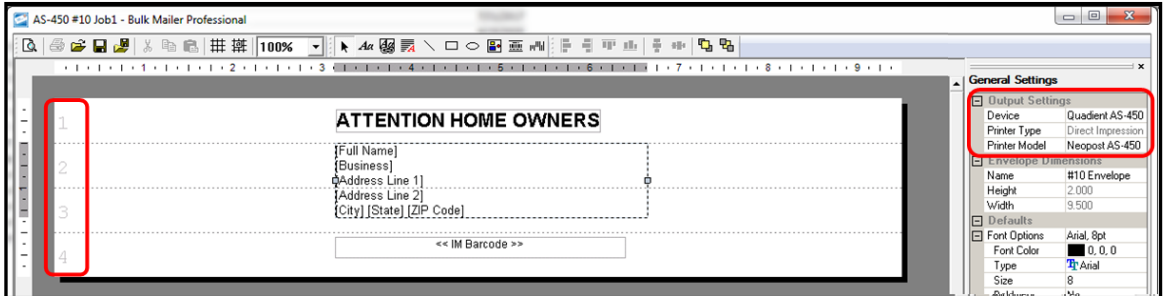 AS-450 #10 Job1 - Bulk Mailer Professional
100%
1 2 3 4 5 6 7 8 9
General Settings
Output Settings
Device Quadient AS-450
Printer Type Direct Impression
Printer Model Neopost AS-450
Envelope Dimensions
Name #10 Envelope
Height 2.000
Width 9.500
Defaults
Font Options Arial, 8pt
Font Color 0, 0, 0
Type Arial
Size 8
1 ATTENTION HOME OWNERS
[Full Name]
2 [Business]
[Address Line 1]
[Address Line 2]
3 [City] [State] [ZIP Code]
4 << IM Barcode >>